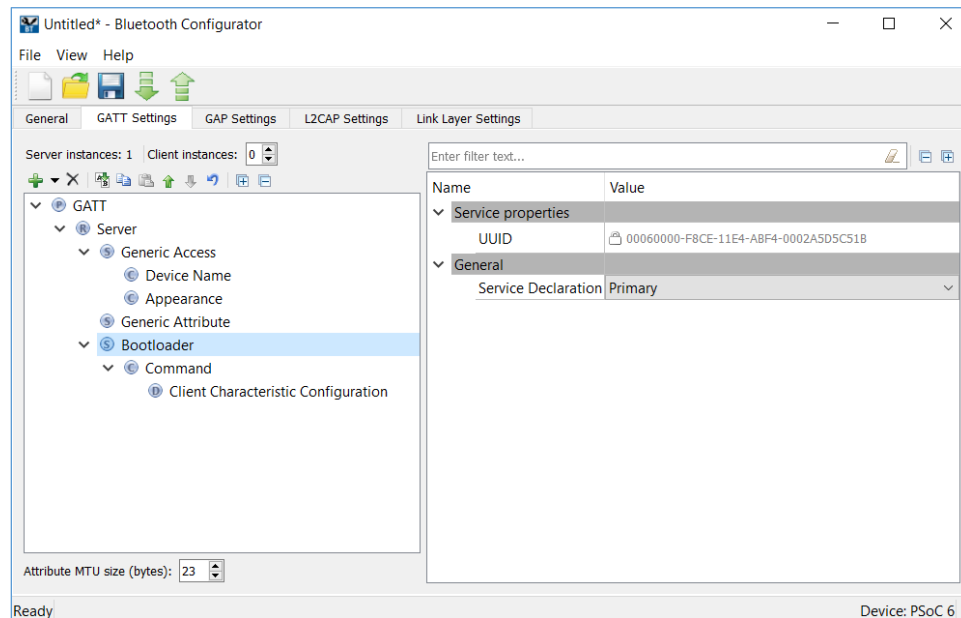 Untitled* - Bluetooth Configurator
File View Help
General GATT Settings GAP Settings L2CAP Settings Link Layer Settings
Server instances: 1 Client instances: 0
Enter filter text...
Name Value
GATT
Service properties
Server
UUID 00060000-F8CE-11E4-ABF4-0002A5D5C51B
Generic Access
General
Device Name
Service Declaration Primary
Appearance
Generic Attribute
Bootloader
Command
Client Characteristic Configuration
Attribute MTU size (bytes): 23
Ready Device: PSoC 6